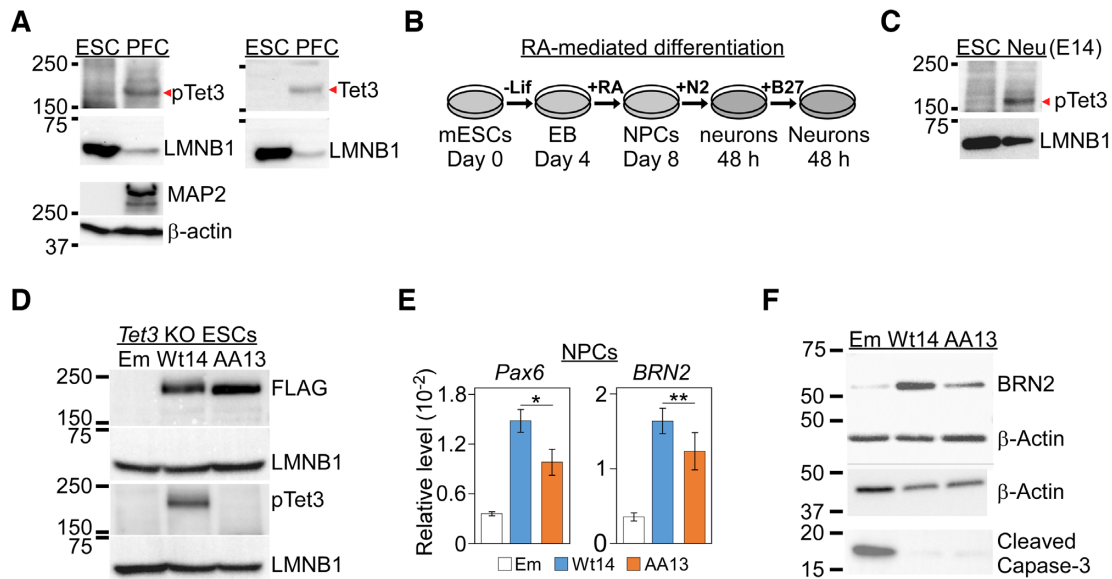 A
ESC PFC
250
pTet3
150
75
LMNB1
MAP2
250
β-actin
37
ESC PFC
Tet3
LMNB1
B
RA-mediated differentiation
-Lif +RA +N2 +B27
mESCs EB NPCs neurons Neurons
Day 0 Day 4 Day 8 48 h 48 h
C
ESC Neu (E14)
250
pTet3
150
75
LMNB1
D
Tet3 KO ESCs
Em Wt14 AA13
250
FLAG
150
75
LMNB1
250
pTet3
150
75
LMNB1
E
NPCs
Pax6 BRN2
Relative level (10-2)
1.8
1.2
0.6
0
*
2
1
0
**
Em Wt14 AA13
F
Em Wt14 AA13
75
BRN2
50
50
β-Actin
50
β-Actin
37
20
Cleaved
Capase-3
15